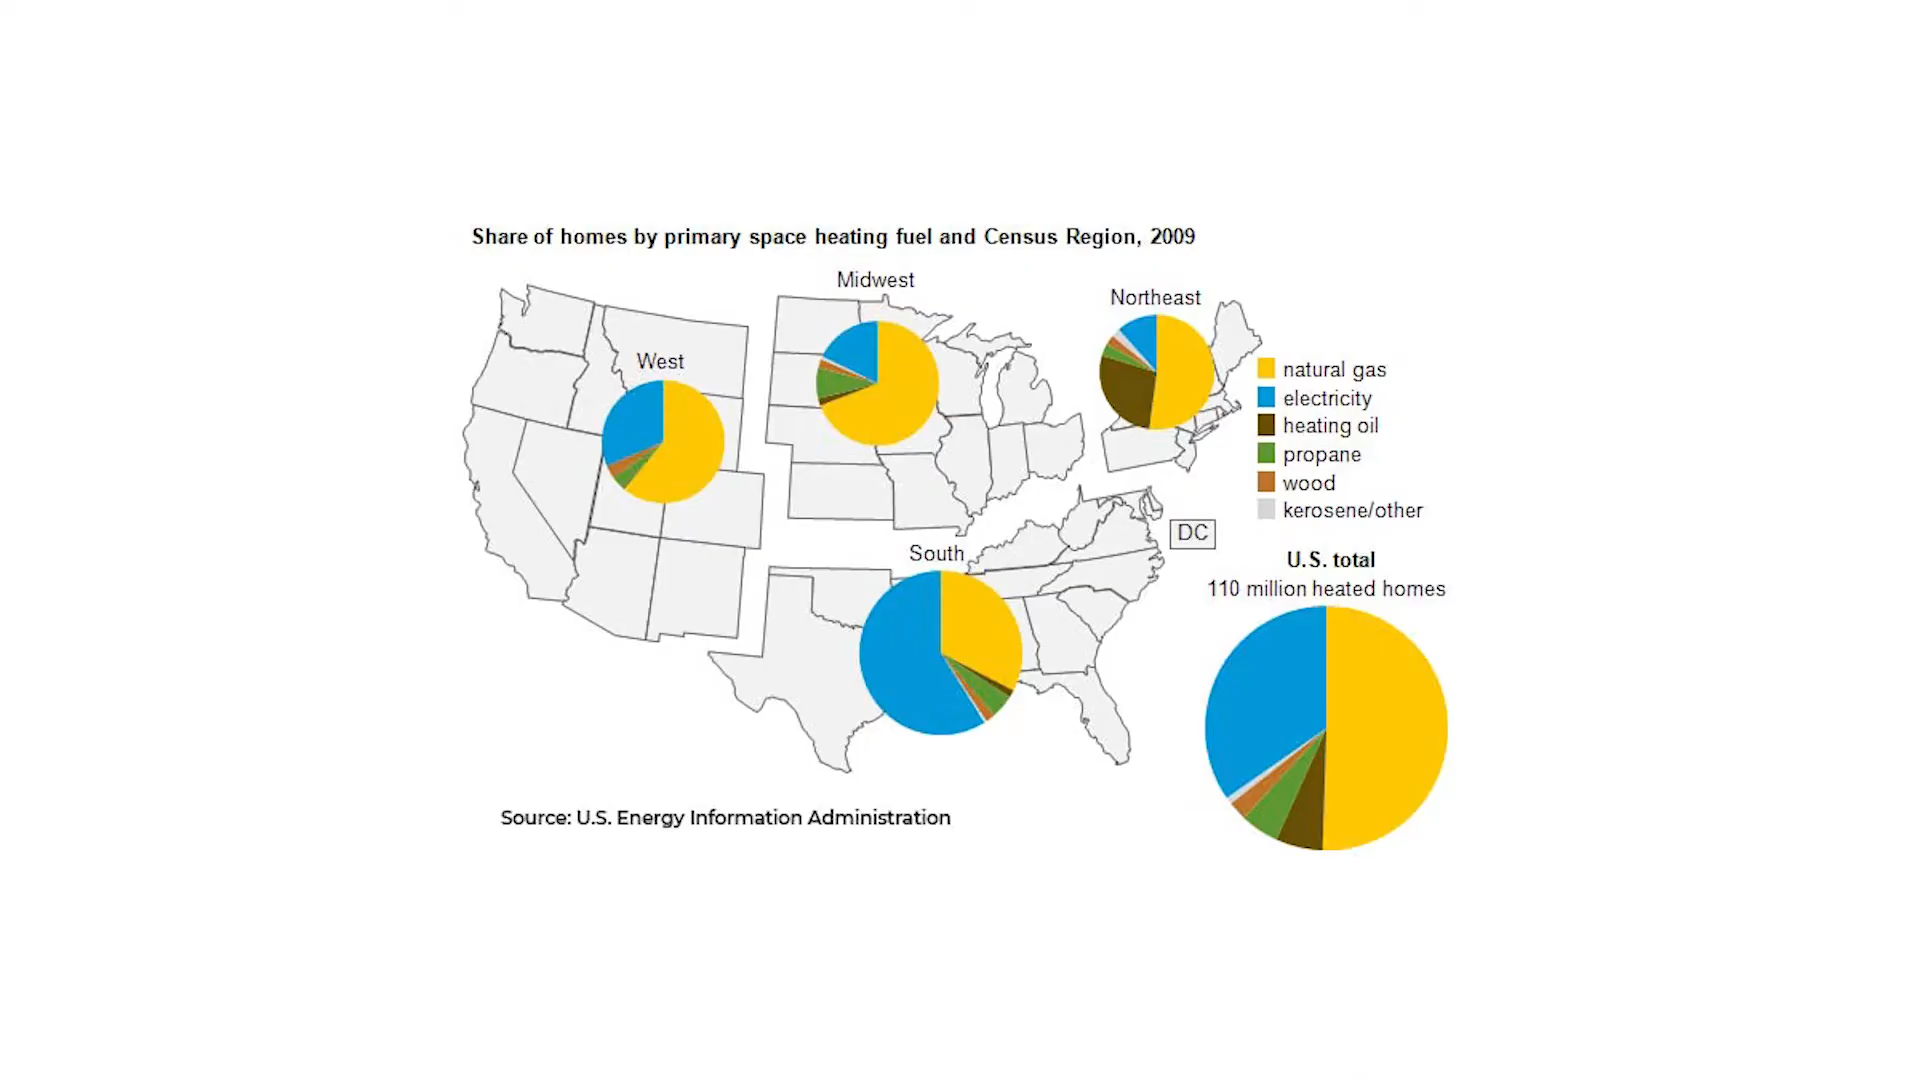 Share of homes by primary space heating fuel and Census Region, 2009
Midwest
Northeast
West
natural gas
electricity
heating oil
propane
wood
kerosene/other
DC
South
U.S. total
110 million heated homes
Source: U.S. Energy Information Administration